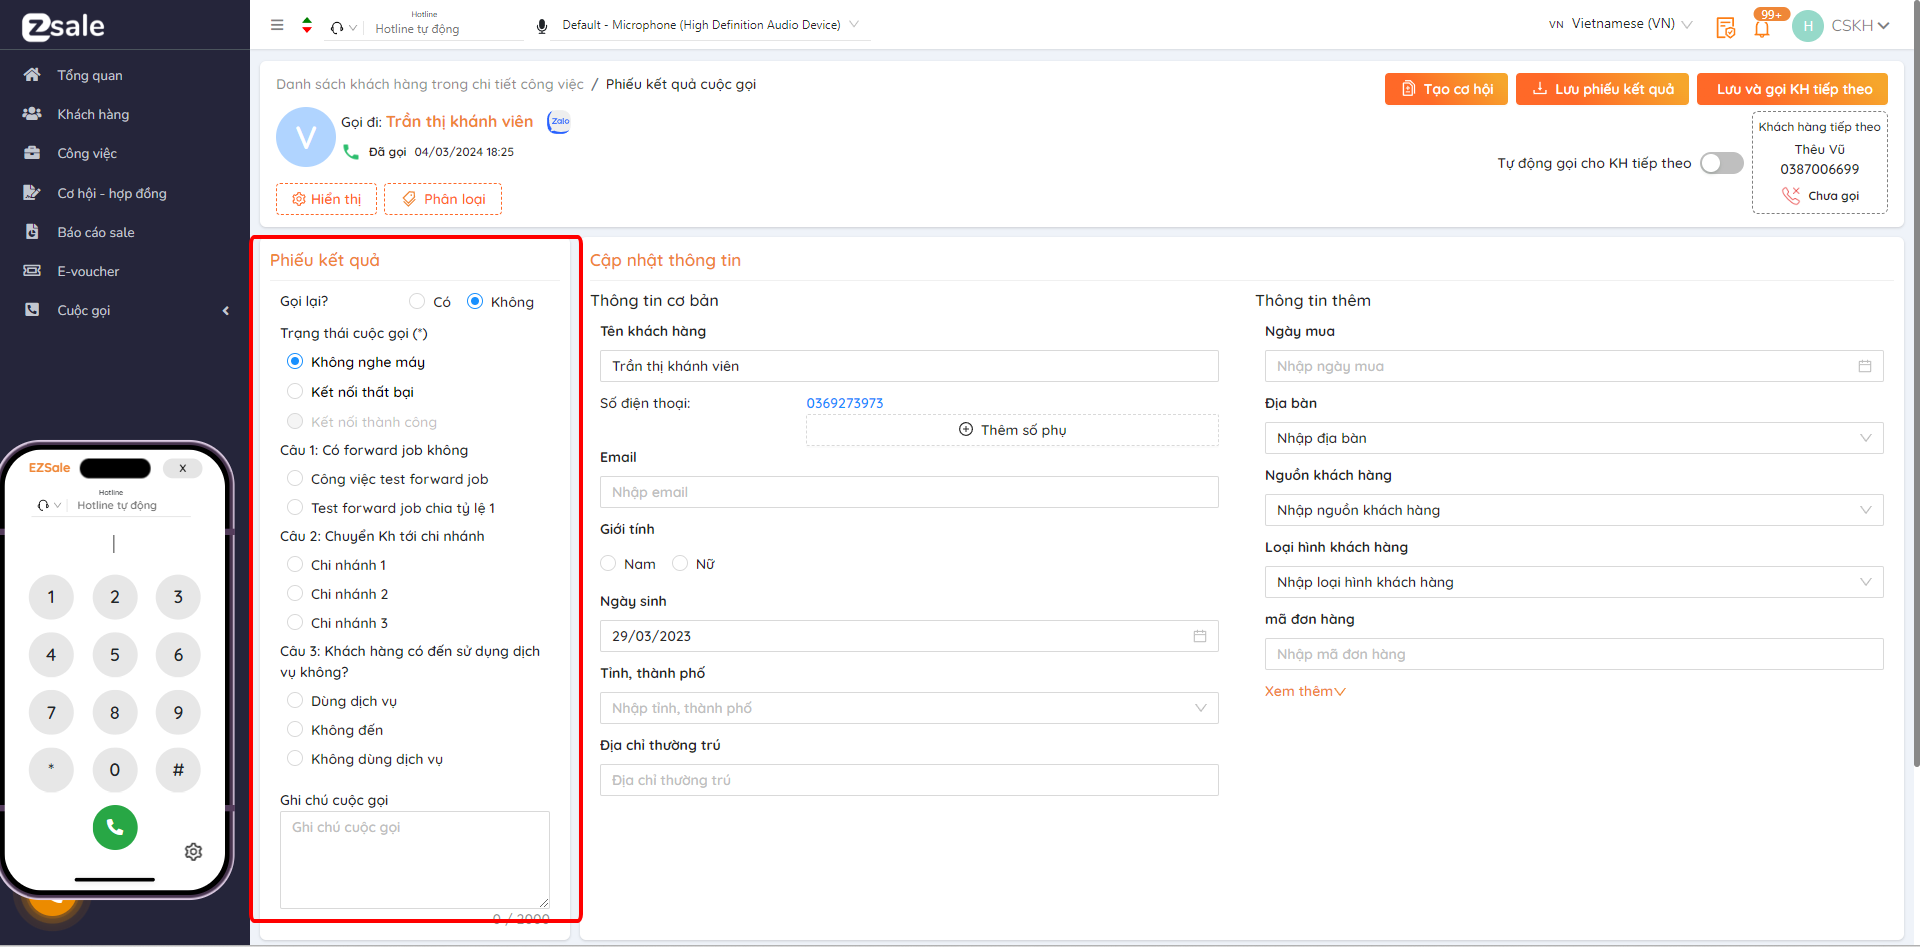 Zsale
Hotline
Hotline tự động
Default - Microphone (High Definition Audio Device)
VN Vietnamese (VN)
99+
H
CSKH
Tổng quan
Khách hàng
Công việc
Cơ hội - hợp đồng
Báo cáo sale
E-voucher
Cuộc gọi
Danh sách khách hàng trong chi tiết công việc / Phiếu kết quả cuộc gọi
Tạo cơ hội
Lưu phiếu kết quả
Lưu và gọi KH tiếp theo
V
Gọi đi: Trần thị khánh viên
Zalo
Đã gọi 04/03/2024 18:25
Hiển thị
Phân loại
Tự động gọi cho KH tiếp theo
Khách hàng tiếp theo
Thêu Vũ
0387006699
Chưa gọi
Phiếu kết quả
Gọi lại?
Có
Không
Trạng thái cuộc gọi (*)
Không nghe máy
Kết nối thất bại
Kết nối thành công
Câu 1: Có forward job không
Công việc test forward job
Test forward job chia tỷ lệ 1
Câu 2: Chuyển Kh tới chi nhánh
Chi nhánh 1
Chi nhánh 2
Chi nhánh 3
Câu 3: Khách hàng có đến sử dụng dịch
vụ không?
Dùng dịch vụ
Không đến
Không dùng dịch vụ
Ghi chú cuộc gọi
Ghi chú cuộc gọi
0 / 2000
Cập nhật thông tin
Thông tin cơ bản
Tên khách hàng
Trần thị khánh viên
Số điện thoại:
0369273973
Thêm số phụ
Email
Nhập email
Giới tính
Nam
Nữ
Ngày sinh
29/03/2023
Tỉnh, thành phố
Nhập tỉnh, thành phố
Địa chỉ thường trú
Địa chỉ thường trú
Thông tin thêm
Ngày mua
Nhập ngày mua
Địa bàn
Nhập địa bàn
Nguồn khách hàng
Nhập nguồn khách hàng
Loại hình khách hàng
Nhập loại hình khách hàng
mã đơn hàng
Nhập mã đơn hàng
Xem thêm
EZSale
X
Hotline
Hotline tự động
1 2 3
4 5 6
7 8 9
* 0 #